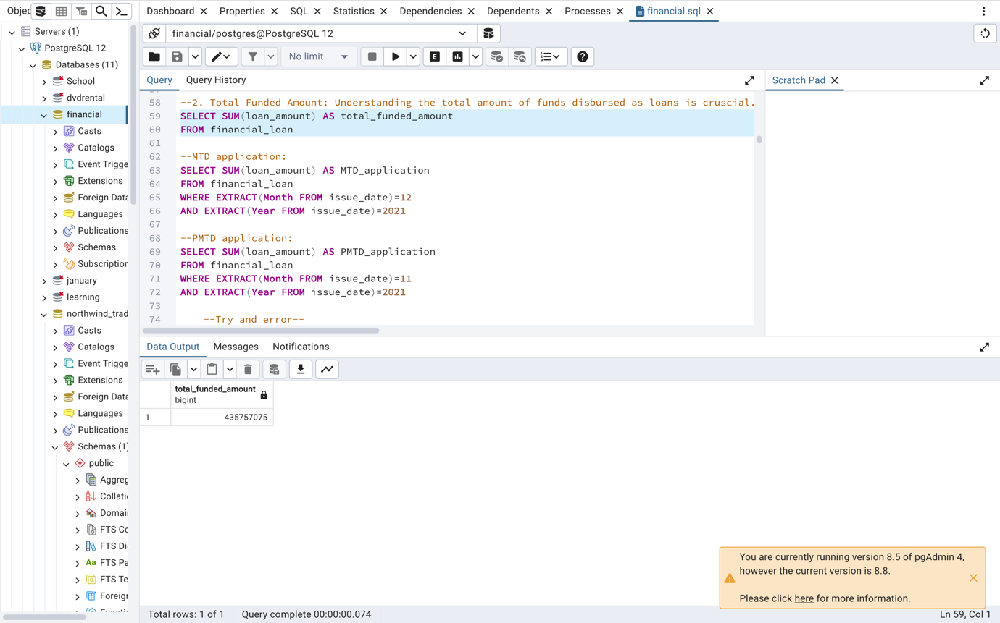 Objec
Dashboard
Properties
SQL
Statistics
Dependencies
Dependents
Processes
financial.sql
Servers (1)
PostgreSQL 12
Databases (11)
School
dvdrental
financial
Casts
Catalogs
Event Trigge
Extensions
Foreign Data
Languages
Publications
Schemas
Subscription
january
learning
northwind_trad
Casts
Catalogs
Event Trigge
Extensions
Foreign Data
Languages
Publications
Schemas (1)
public
Aggreg
Collatio
Domain
FTS Co
FTS Di
Aa FTS Pa
FTS Te
Foreign
financial/postgres@PostgreSQL 12
No limit
E
Query
Query History
Scratch Pad
58 --2. Total Funded Amount: Understanding the total amount of funds disbursed as loans is cruscial.
59 SELECT SUM(loan_amount) AS total_funded_amount
60 FROM financial_loan
61
62 --MTD application:
63 SELECT SUM(loan_amount) AS MTD_application
64 FROM financial_loan
65 WHERE EXTRACT(Month FROM issue_date)=12
66 AND EXTRACT(Year FROM issue_date)=2021
67
68 --PMTD application:
69 SELECT SUM(loan_amount) AS PMTD_application
70 FROM financial_loan
71 WHERE EXTRACT(Month FROM issue_date)=11
72 AND EXTRACT(Year FROM issue_date)=2021
73
74 --Try and error--
Data Output
Messages
Notifications
total_funded_amount
bigint
1 435757075
You are currently running version 8.5 of pgAdmin 4,
however the current version is 8.8.
Please click here for more information.
Total rows: 1 of 1
Query complete 00:00:00.074
Ln 59, Col 1